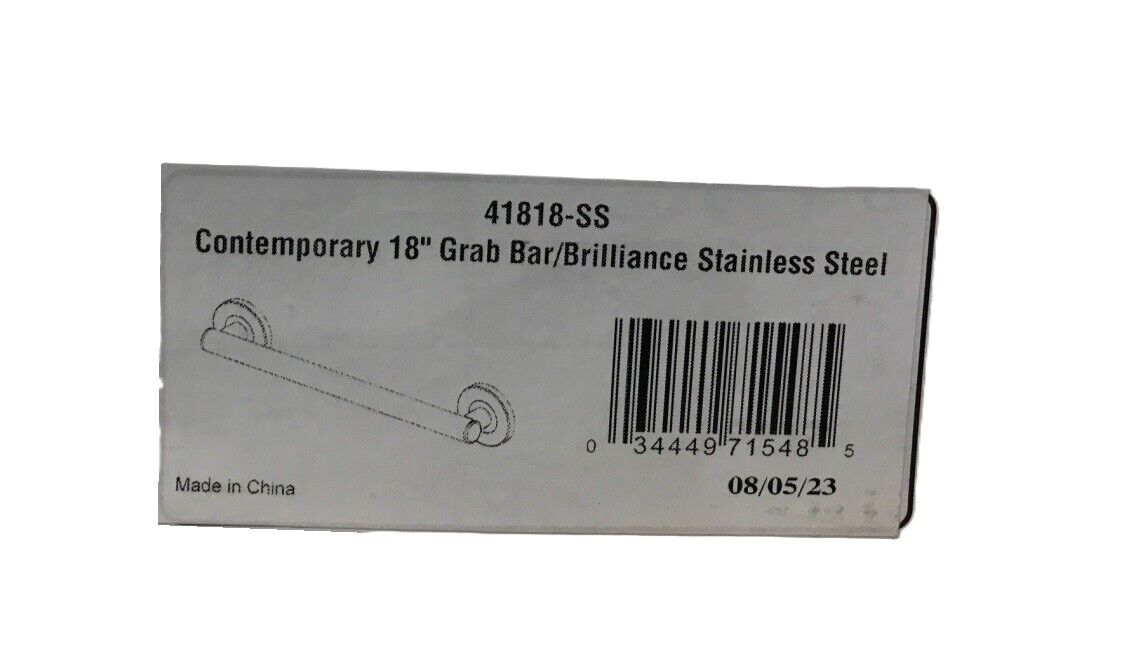 41818-SS
Contemporary 18" Grab Bar/Brilliance Stainless Steel
0 34449 71548 5
Made in China
08/05/23